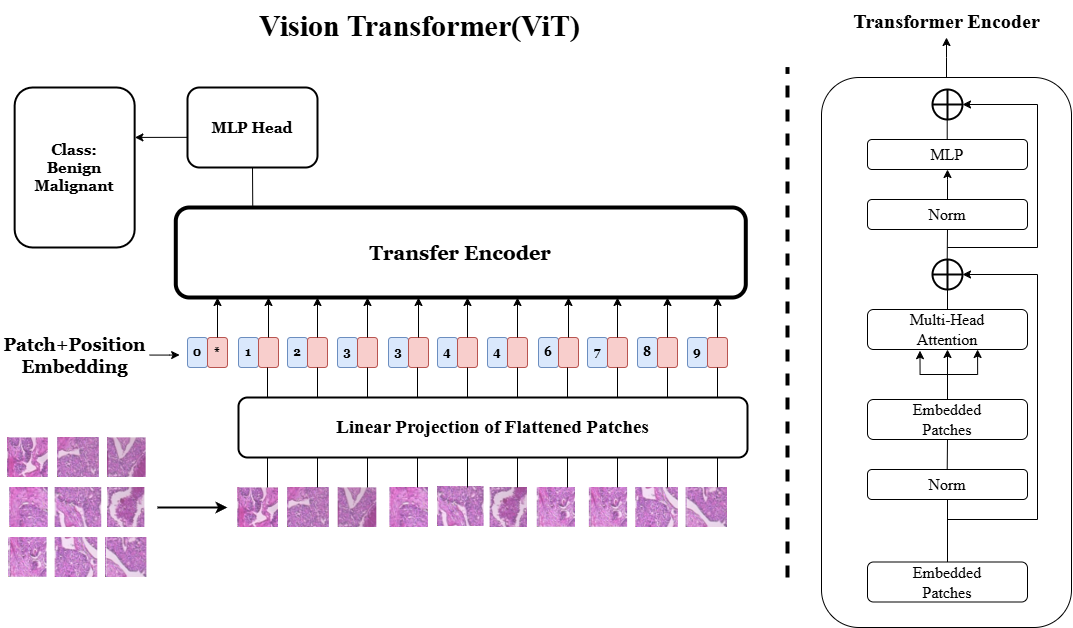 Vision Transformer(ViT)
Transformer Encoder
Class:
Benign
Malignant
MLP Head
Transfer Encoder
Patch+Position
Embedding
0 * 1 2 3 3 4 4 6 7 8 9
Linear Projection of Flattened Patches
MLP
Norm
Multi-Head
Attention
Embedded
Patches
Norm
Embedded
Patches